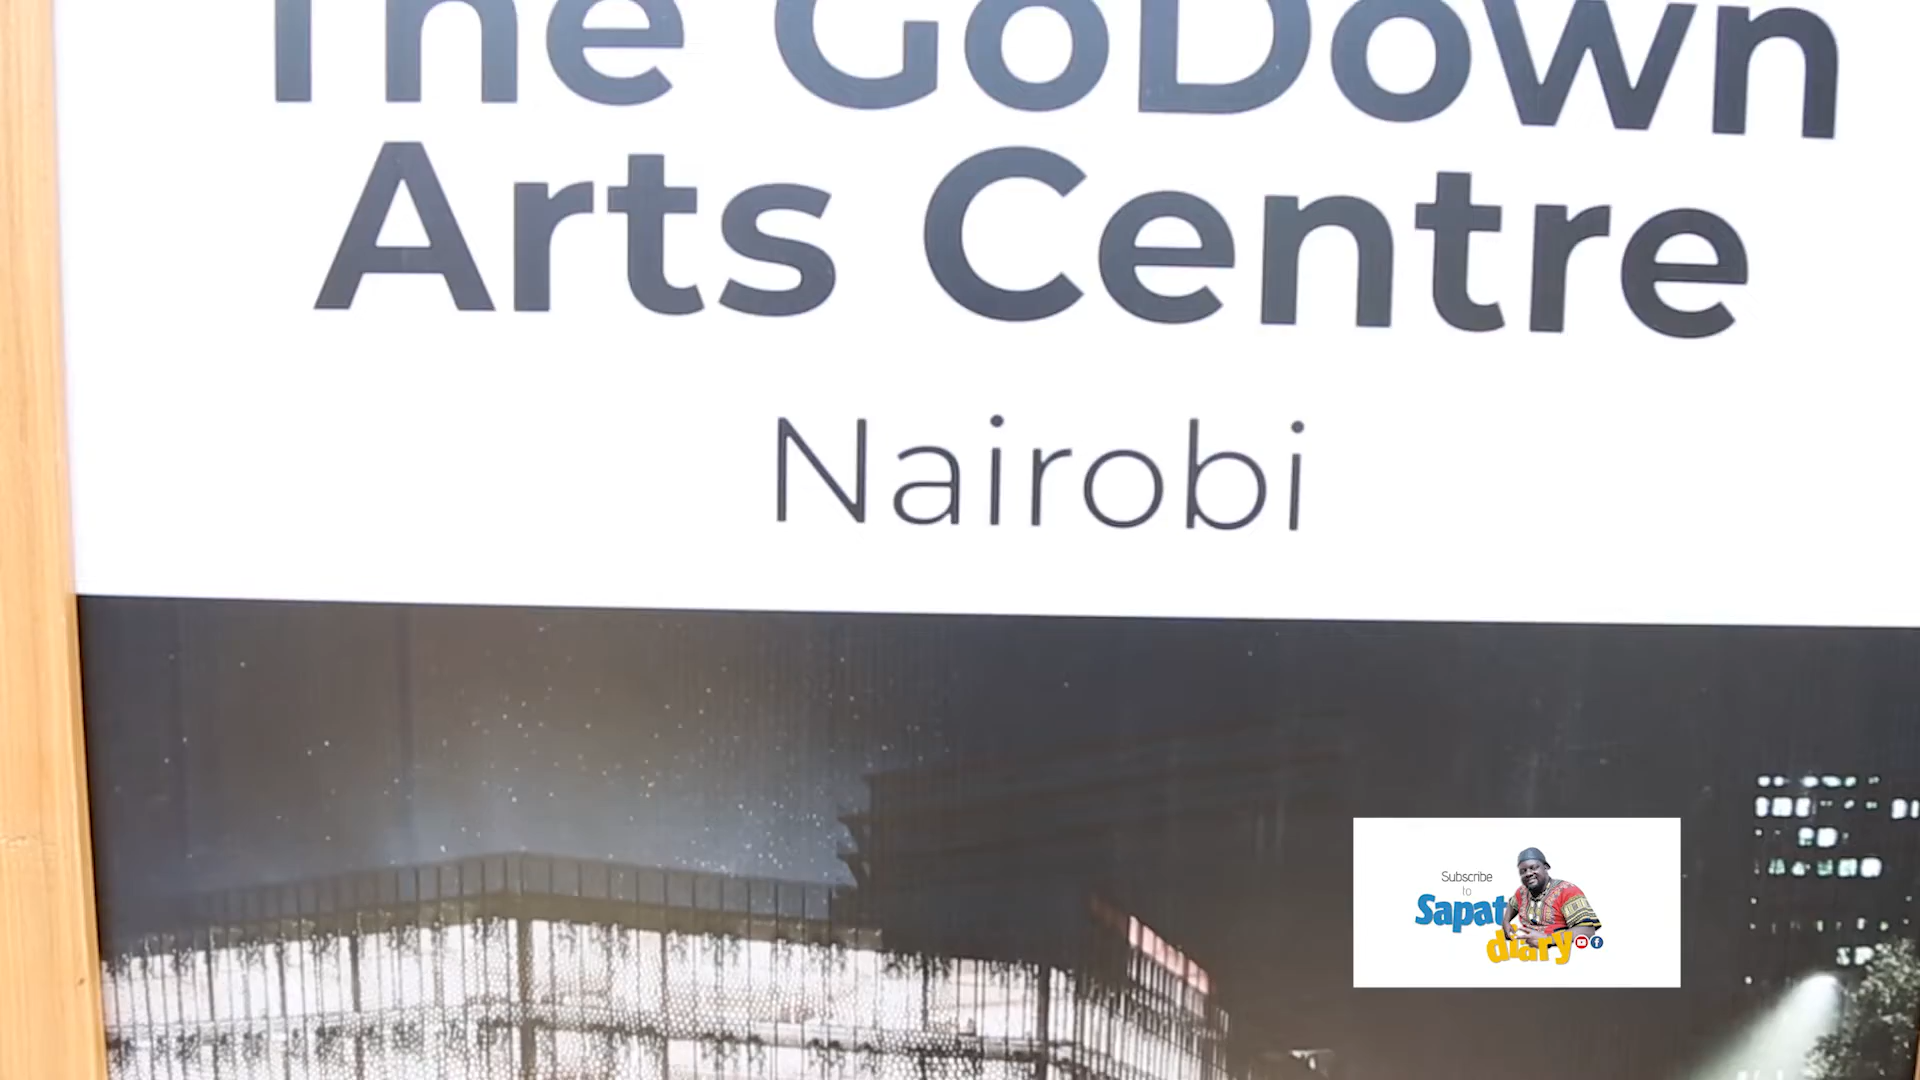 The GoDown
Arts Centre
Nairobi
Subscribe
to
Sapat
diary